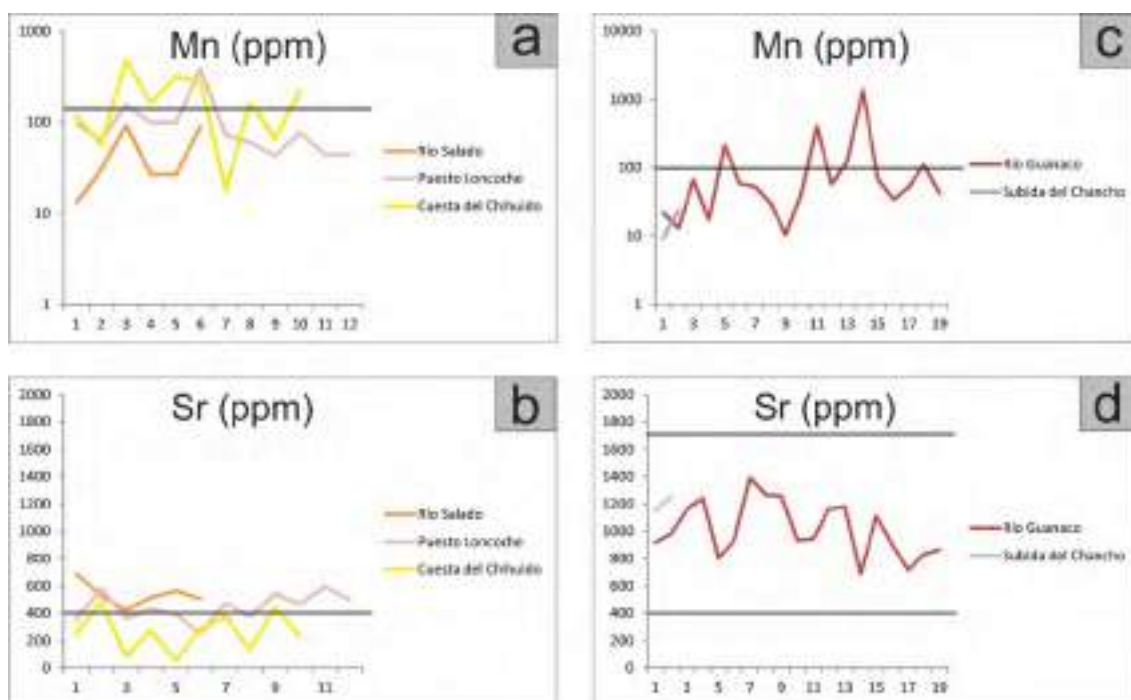 Mn (ppm)
a
1000
100
10
1
1 2 3 4 5 6 7 8 9 10 11 12
Río Salado
Puesto Loncoche
Cuesta del Chihuido
Mn (ppm)
c
10000
1000
100
10
1
1 3 5 7 9 11 13 15 17 19
Río Guanaco
Subida del Chancho
Sr (ppm)
b
2000
1800
1600
1400
1200
1000
800
600
400
200
0
1 3 5 7 9 11
Río Salado
Puesto Loncoche
Cuesta del Chihuido
Sr (ppm)
d
2000
1800
1600
1400
1200
1000
800
600
400
200
0
1 3 5 7 9 11 13 15 17 19
Río Guanaco
Subida del Chancho